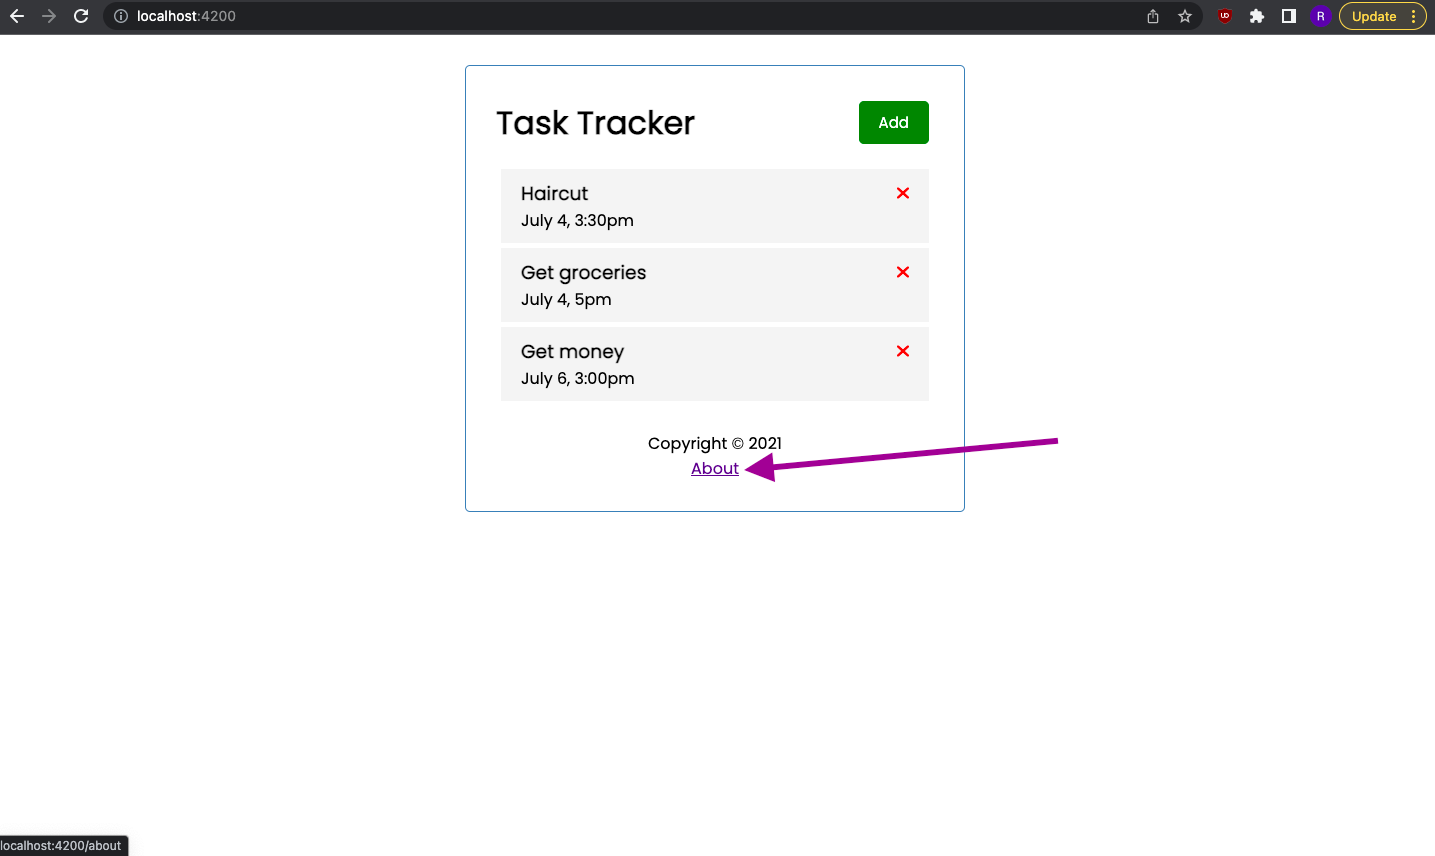 localhost:4200
UD
R
Update
Task Tracker
Add
Haircut
July 4, 3:30pm
Get groceries
July 4, 5pm
Get money
July 6, 3:00pm
Copyright © 2021
About
localhost:4200/about